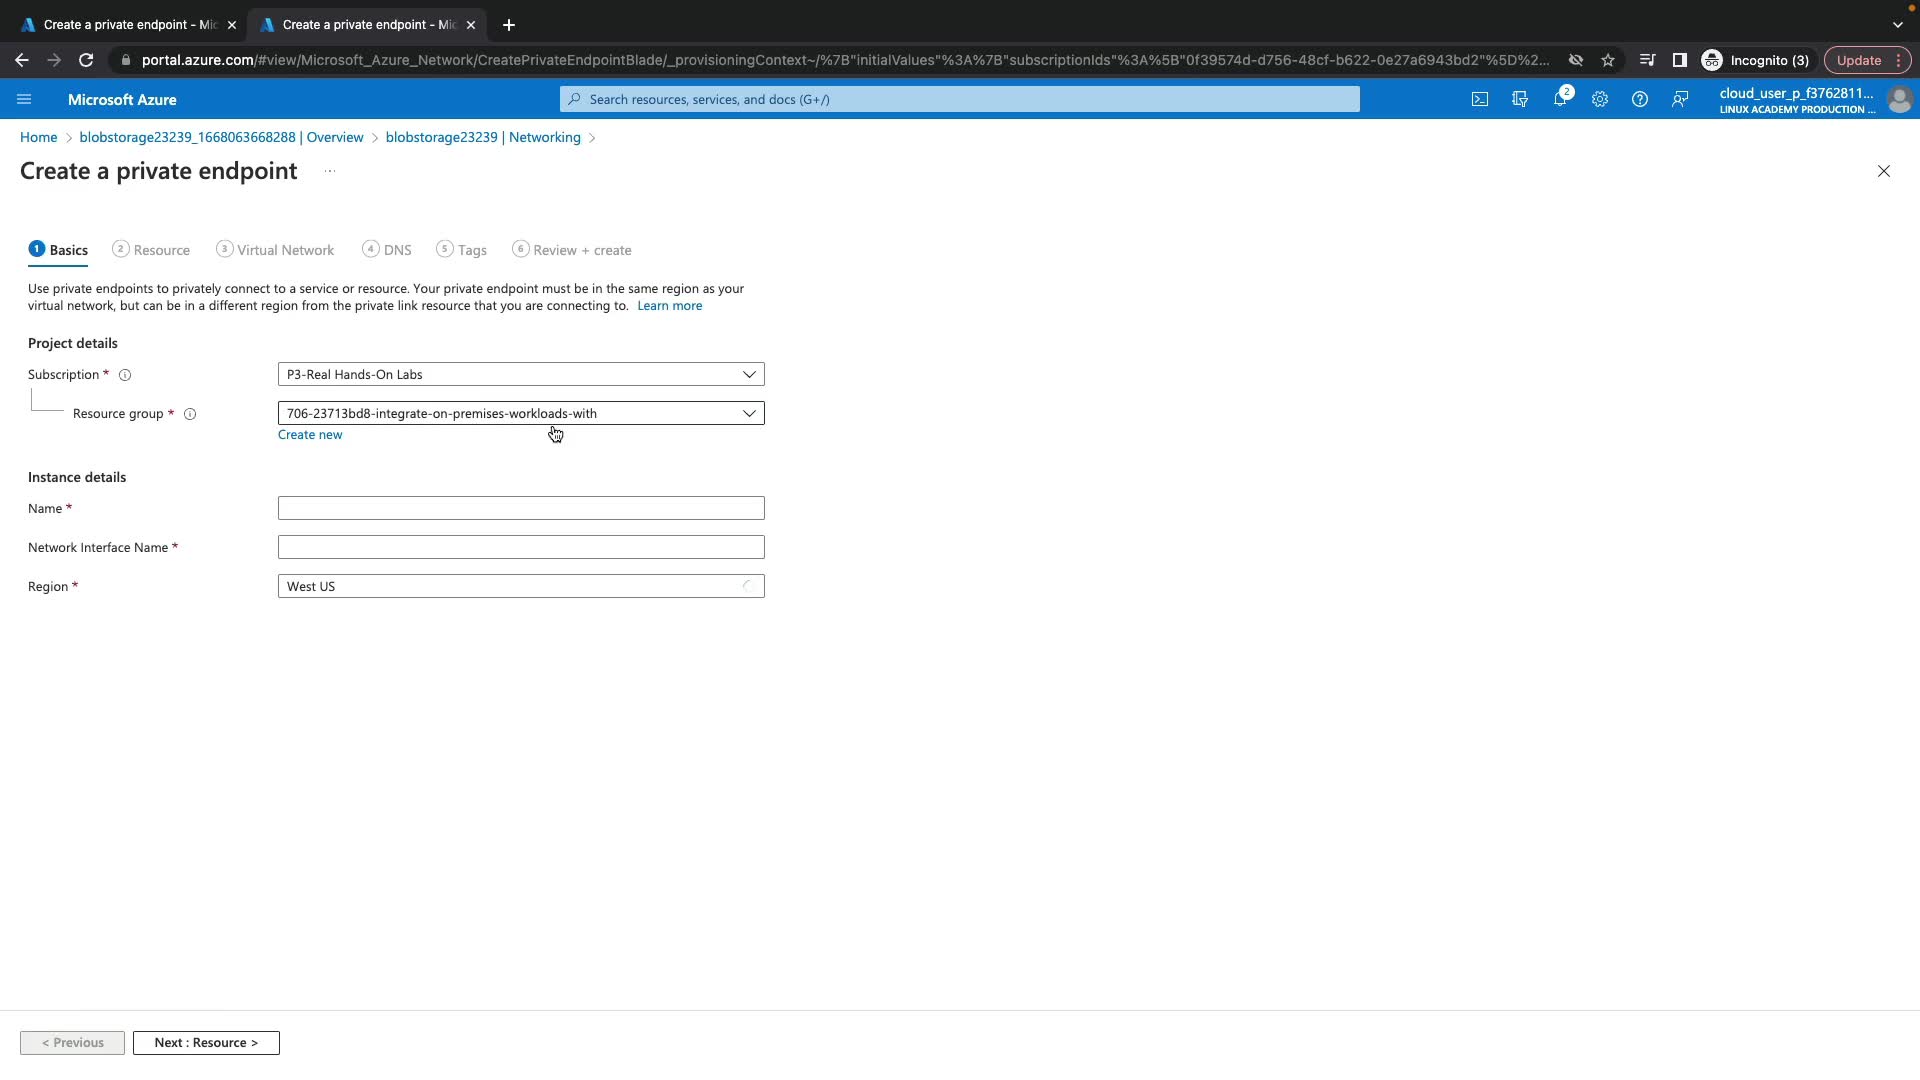 Create a private endpoint - Mic
Create a private endpoint - Mic
portal.azure.com/#view/Microsoft_Azure_Network/CreatePrivateEndpointBlade/_provisioningContext~/%7B"initialValues"%3A%7B"subscriptionIds"%3A%5B"0f39574d-d756-48cf-b622-0e27a6943bd2"%5D%2...
Incognito (3)
Update
Microsoft Azure
Search resources, services, and docs (G+/)
2
cloud_user_p_f3762811...
LINUX ACADEMY PRODUCTION ...
Home > blobstorage23239_1668063668288 | Overview > blobstorage23239 | Networking >
Create a private endpoint ...
1 Basics 2 Resource 3 Virtual Network 4 DNS 5 Tags 6 Review + create
Use private endpoints to privately connect to a service or resource. Your private endpoint must be in the same region as your
virtual network, but can be in a different region from the private link resource that you are connecting to. Learn more
Project details
Subscription * P3-Real Hands-On Labs
Resource group * 706-23713bd8-integrate-on-premises-workloads-with
Create new
Instance details
Name *
Network Interface Name *
Region * West US
< Previous Next : Resource >